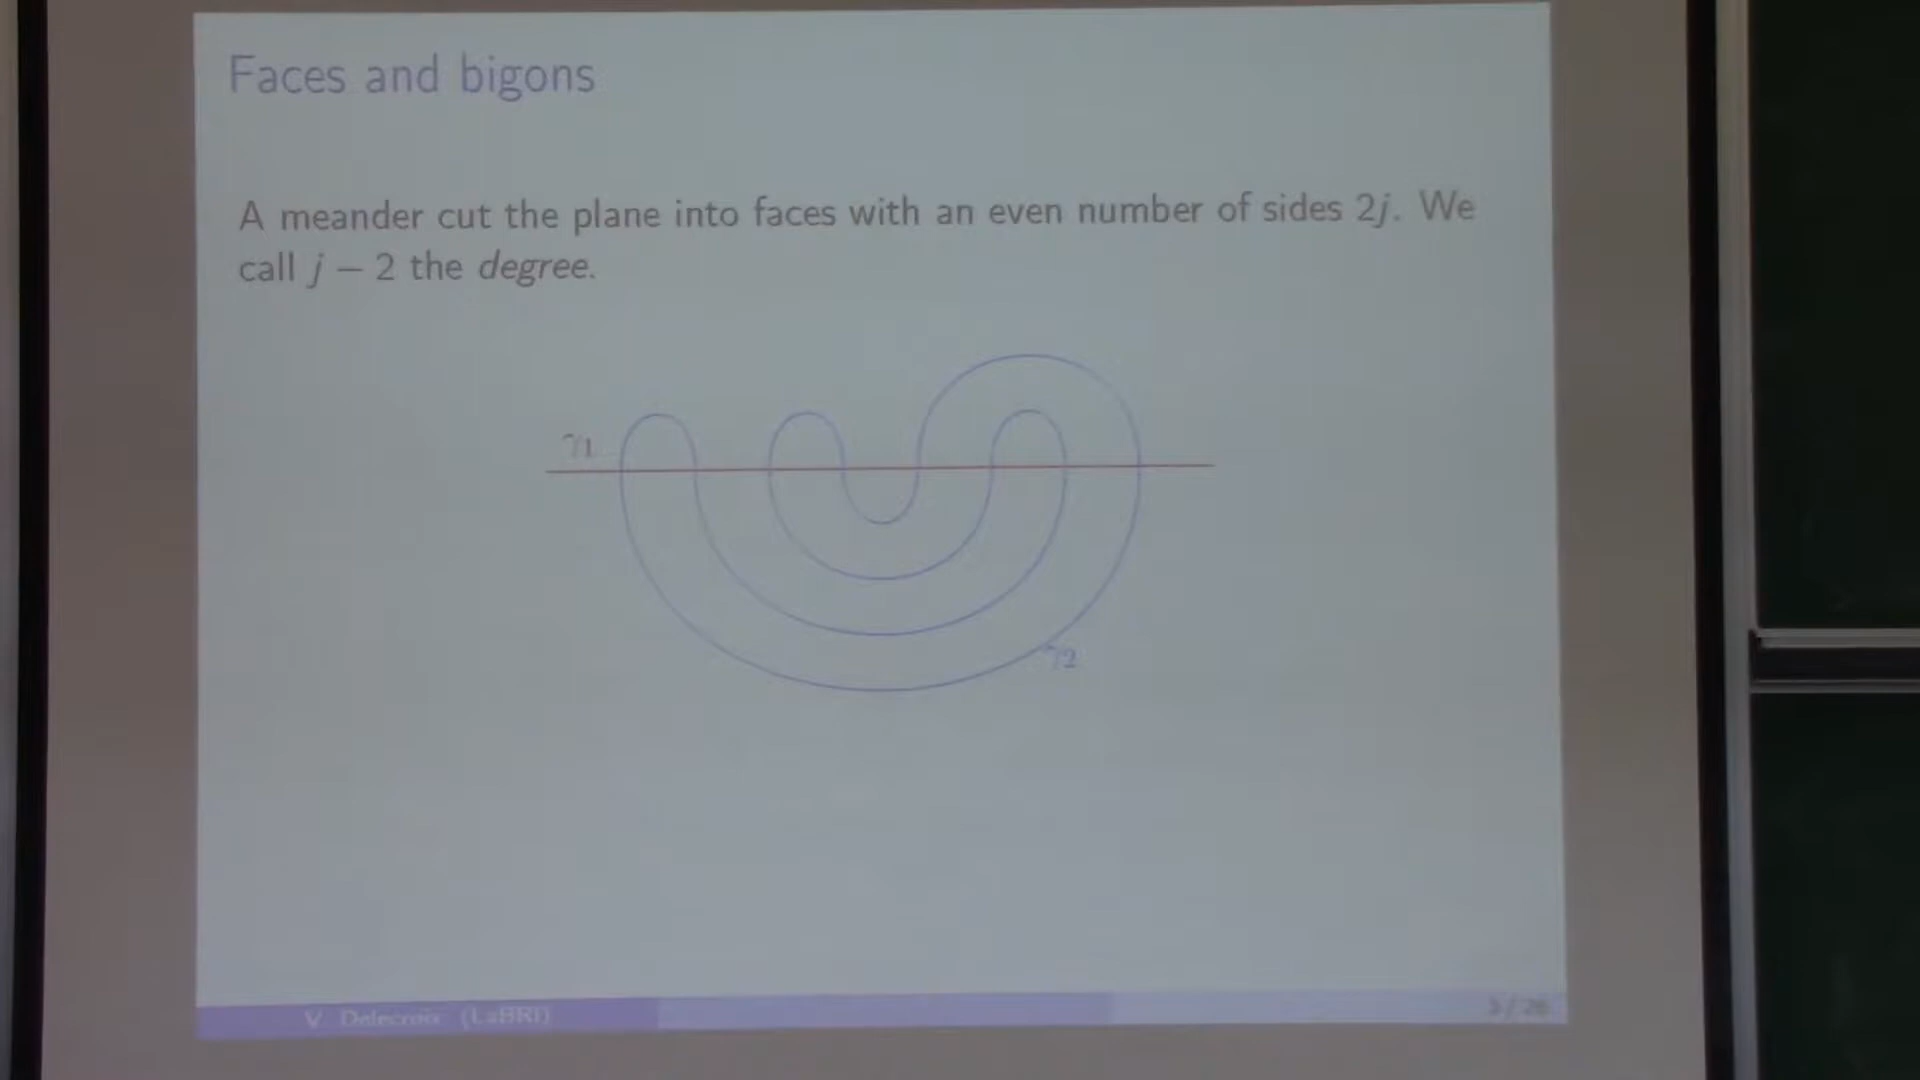 Faces and bigons
A meander cut the plane into faces with an even number of sides 2j. We
call j − 2 the degree.
γ1
γ2
V. Delecroix (LaBRI)